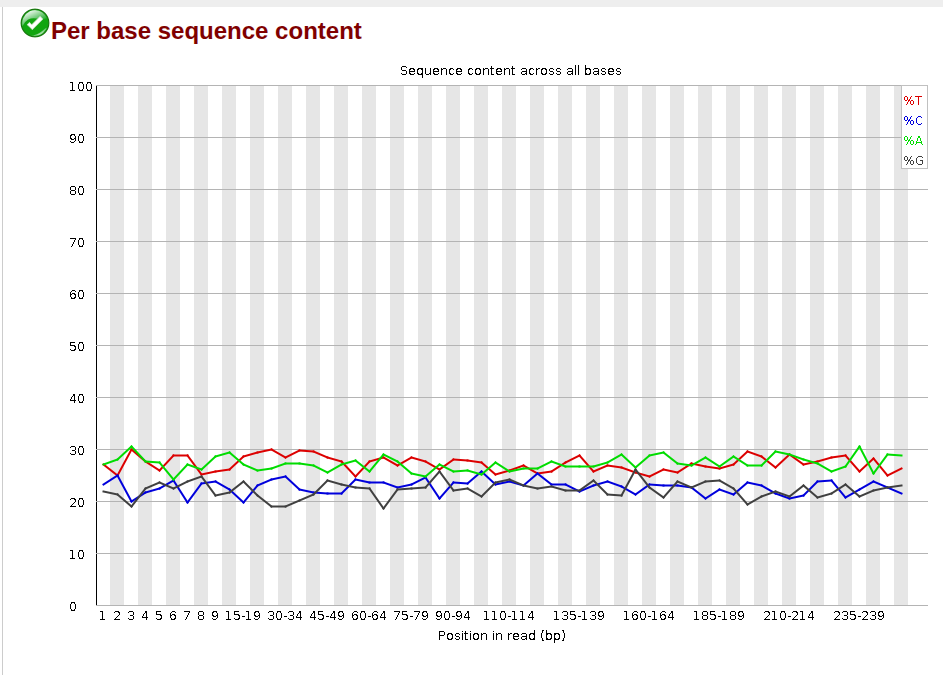 Per base sequence content
Sequence content across all bases
%T
%C
%A
%G
100
90
80
70
60
50
40
30
20
10
0
1 2 3 4 5 6 7 8 9 15-19 30-34 45-49 60-64 75-79 90-94 110-114 135-139 160-164 185-189 210-214 235-239
Position in read (bp)